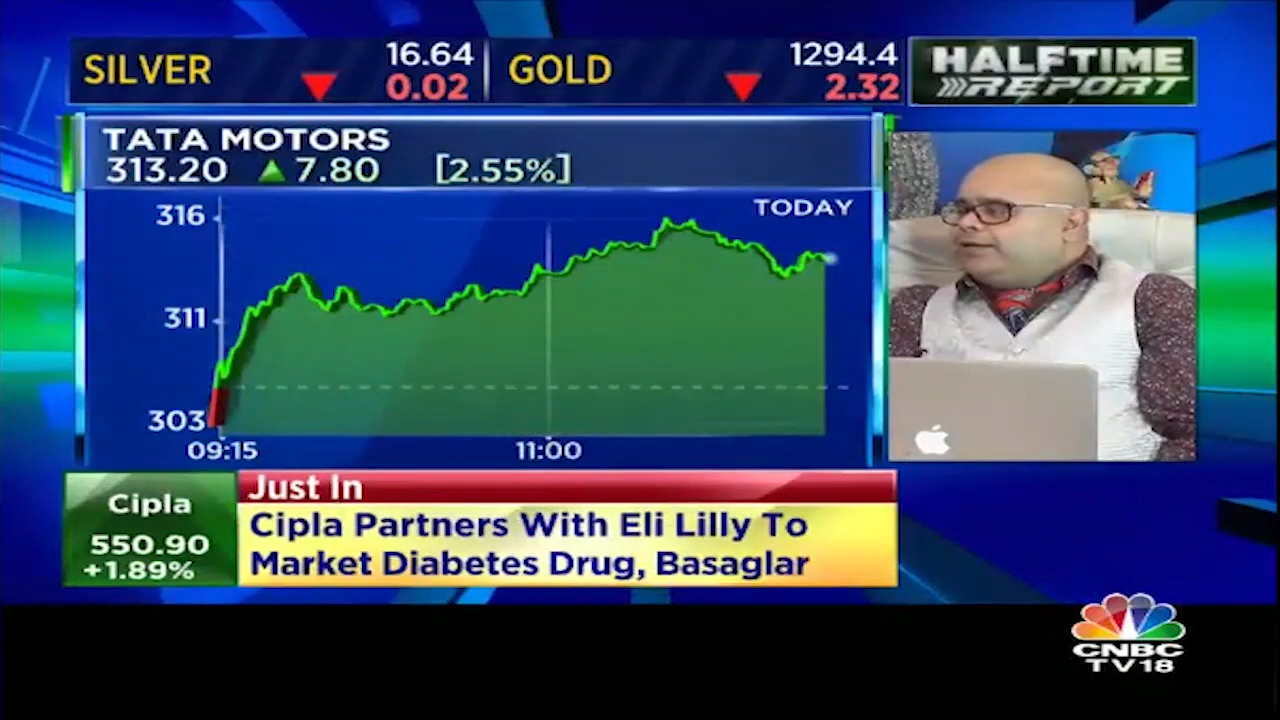 SILVER 16.64
0.02
GOLD 1294.4
2.32
HALFTIME
REPORT
TATA MOTORS
313.20 ▲ 7.80 [2.55%]
TODAY
316
311
303
09:15 11:00
Cipla
550.90
+1.89%
Just In
Cipla Partners With Eli Lilly To
Market Diabetes Drug, Basaglar
CNBC
TV18